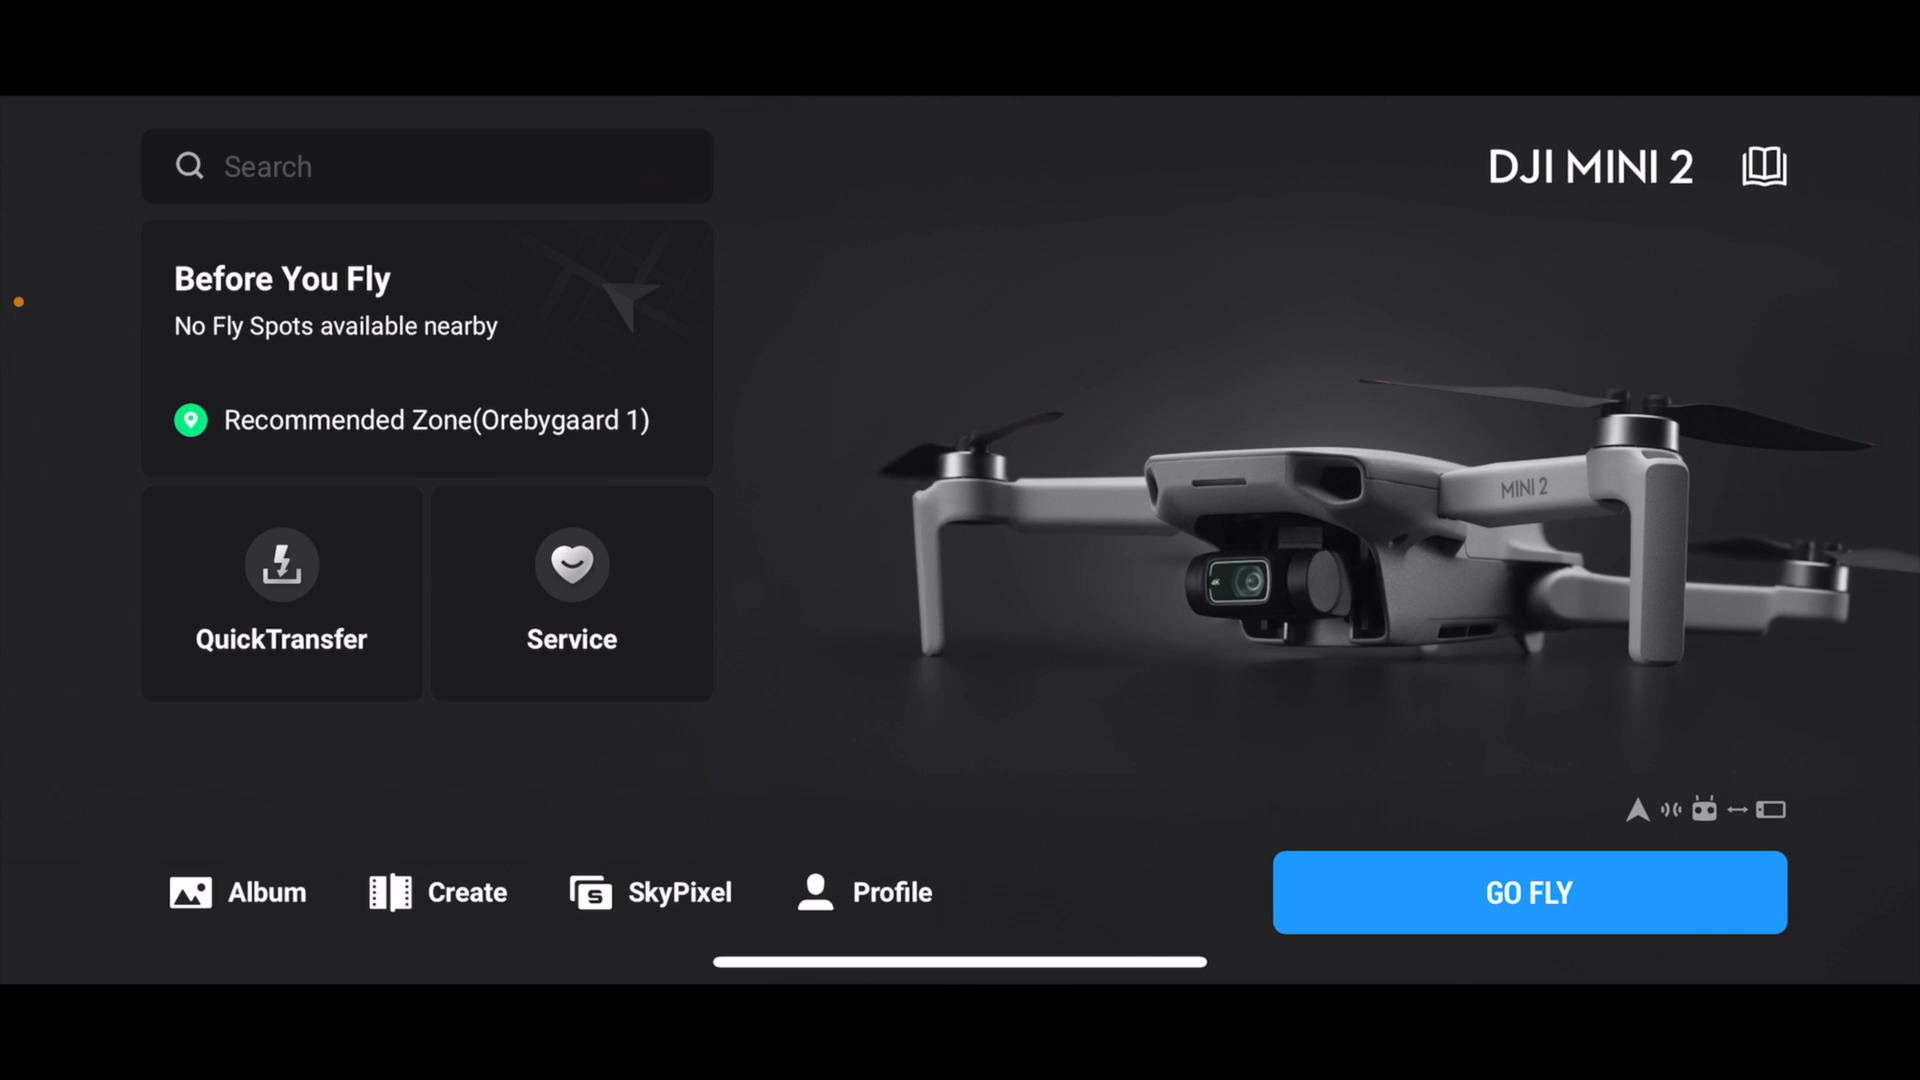 Search
DJI MINI 2
Before You Fly
No Fly Spots available nearby
Recommended Zone(Orebygaard 1)
MINI 2
4K
QuickTransfer
Service
Album
Create
SkyPixel
Profile
GO FLY